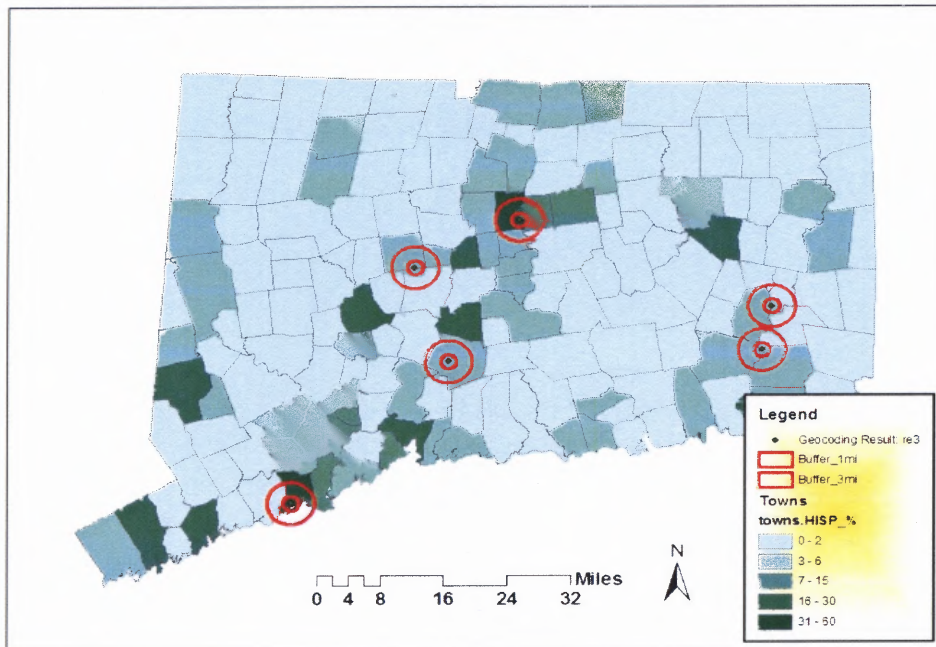 N
Miles
0 4 8 16 24 32
Legend
Geocoding Result: re3
Buffer_1mi
Buffer_3mi
Towns
towns.HISP_%
0 - 2
3 - 6
7 - 15
16 - 30
31 - 60